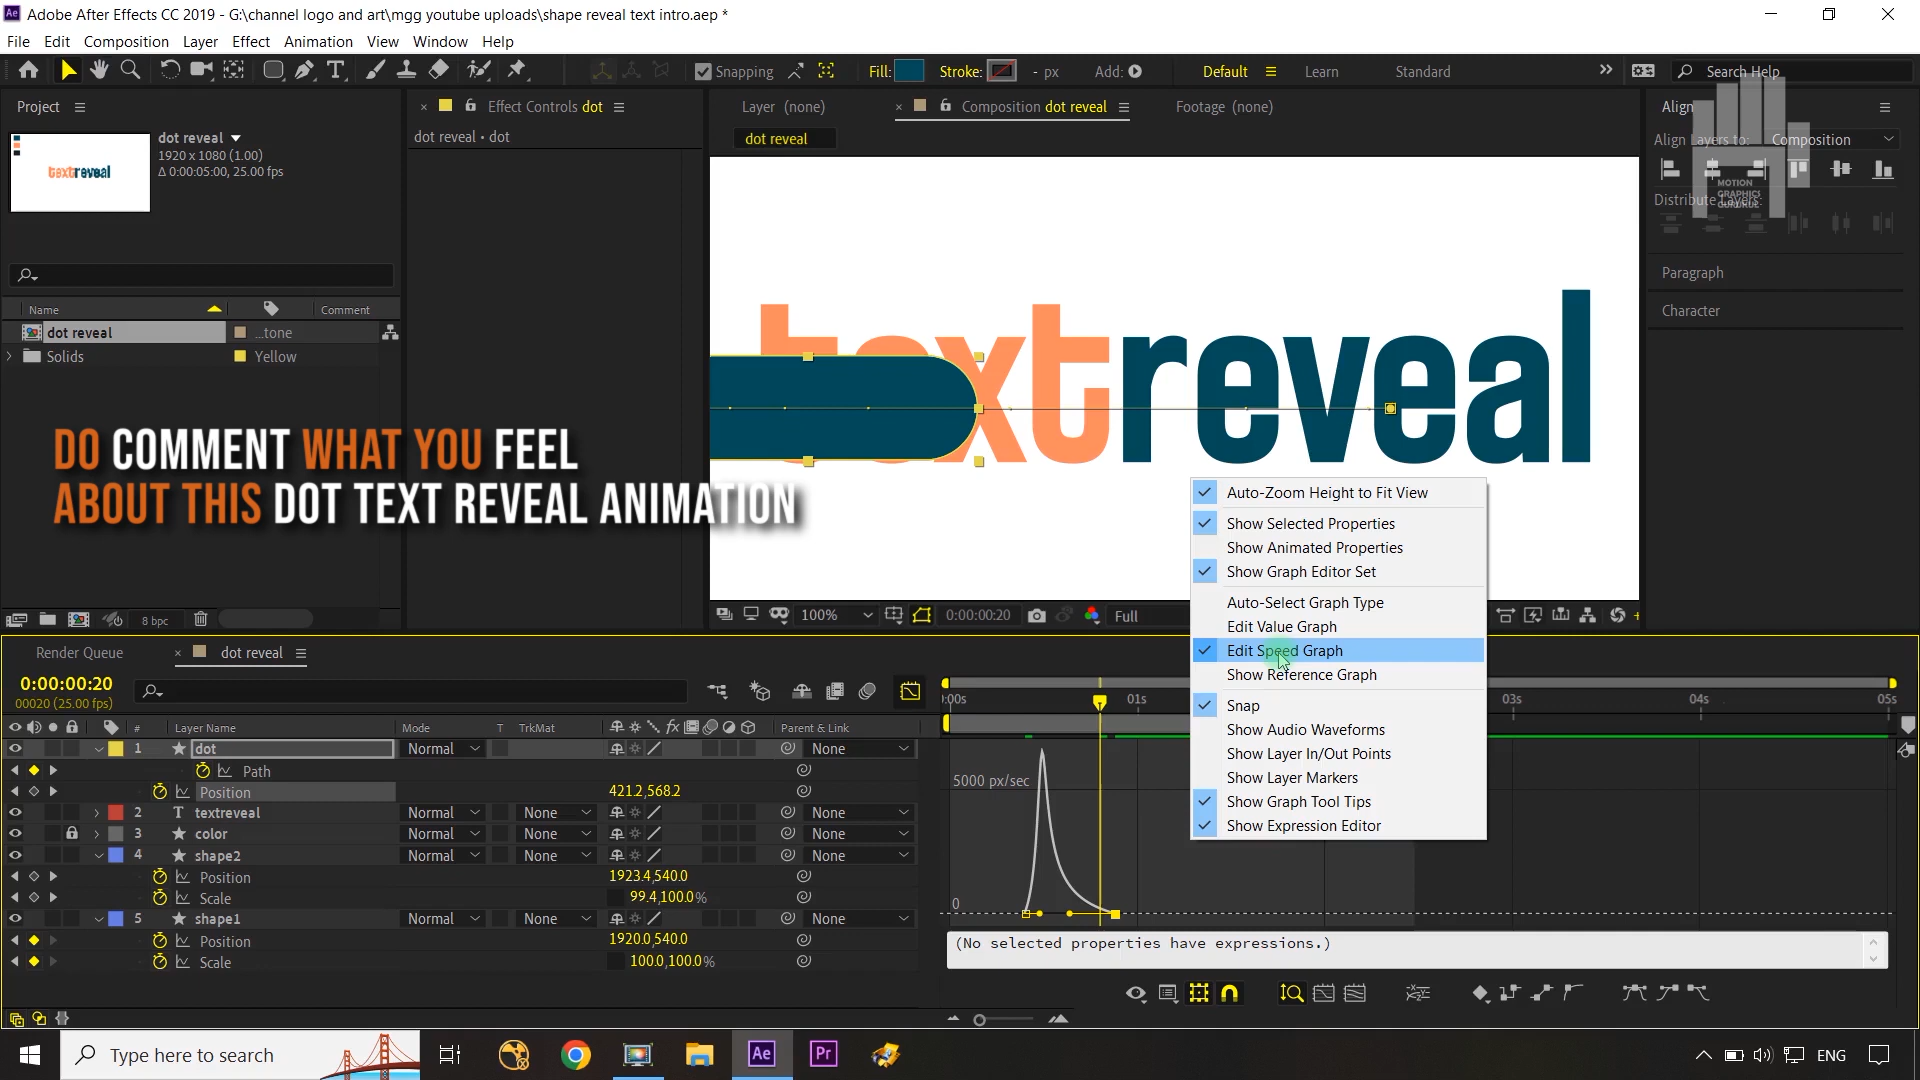 Adobe After Effects CC 2019 - G:\channel logo and art\mgg youtube uploads\shape reveal text intro.aep *
File Edit Composition Layer Effect Animation View Window Help
Snapping Fill: Stroke: - px Add: Default Learn Standard Search Help
Project Effect Controls dot Layer (none) Composition dot reveal Footage (none) Align
dot reveal
1920 x 1080 (1.00)
Δ 0:00:05:00, 25.00 fps
dot reveal • dot
dot reveal
Align Layers to: Composition
MOTION
GRAPHICS
GURUKUL
Distribute Layers:
textreveal
Paragraph
Character
Name Comment
dot reveal ...tone
Solids Yellow
textreveal
DO COMMENT WHAT YOU FEEL
ABOUT THIS DOT TEXT REVEAL ANIMATION
8 bpc
100% 0:00:00:20 Full
Auto-Zoom Height to Fit View
Show Selected Properties
Show Animated Properties
Show Graph Editor Set
Auto-Select Graph Type
Edit Value Graph
Edit Speed Graph
Show Reference Graph
Snap
Show Audio Waveforms
Show Layer In/Out Points
Show Layer Markers
Show Graph Tool Tips
Show Expression Editor
Render Queue dot reveal
0:00:00:20
00020 (25.00 fps)
:00s 01s 03s 04s 05s
# Layer Name Mode T TrkMat Parent & Link
1 dot Normal None
Path
Position 421.2,568.2
2 textreveal Normal None None
3 color Normal None None
4 shape2 Normal None None
Position 1923.4,540.0
Scale 99.4,100.0%
5 shape1 Normal None None
Position 1920.0,540.0
Scale 100.0,100.0%
5000 px/sec
0
(No selected properties have expressions.)
Type here to search
Ae
Pr
ENG